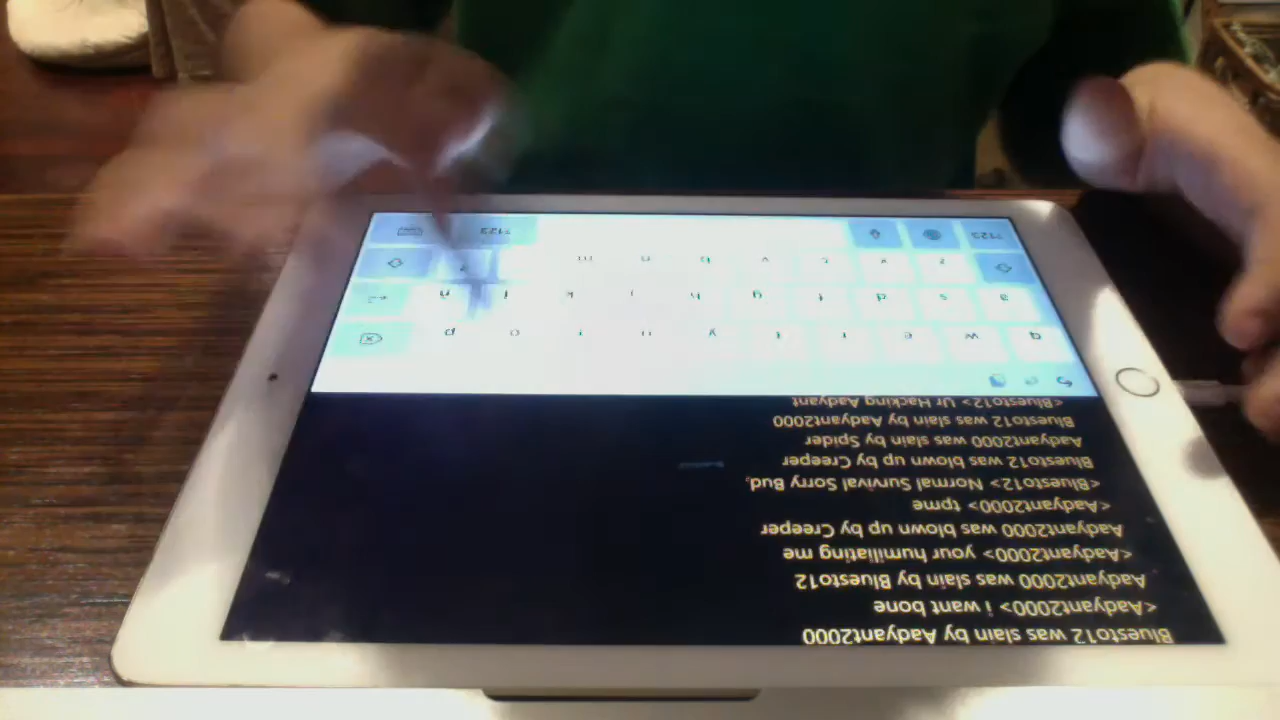 Bluesto12 was slain by Aadyant2000
<Aadyant2000> i want bone
Aadyant2000 was slain by Bluesto12
<Aadyant2000> your humiliating me
Aadyant2000 was blown up by Creeper
<Aadyant2000> tpme
<Bluesto12> Normal Survival Sorry Bud,
Bluesto12 was blown up by Creeper
Aadyant2000 was slain by Spider
Bluesto12 was slain by Aadyant2000
<Bluesto12> Ur Hacking Aadyant
q w e r t y u i o p
a s d f g h j k l ñ
z x c v b n m
?123 ?123